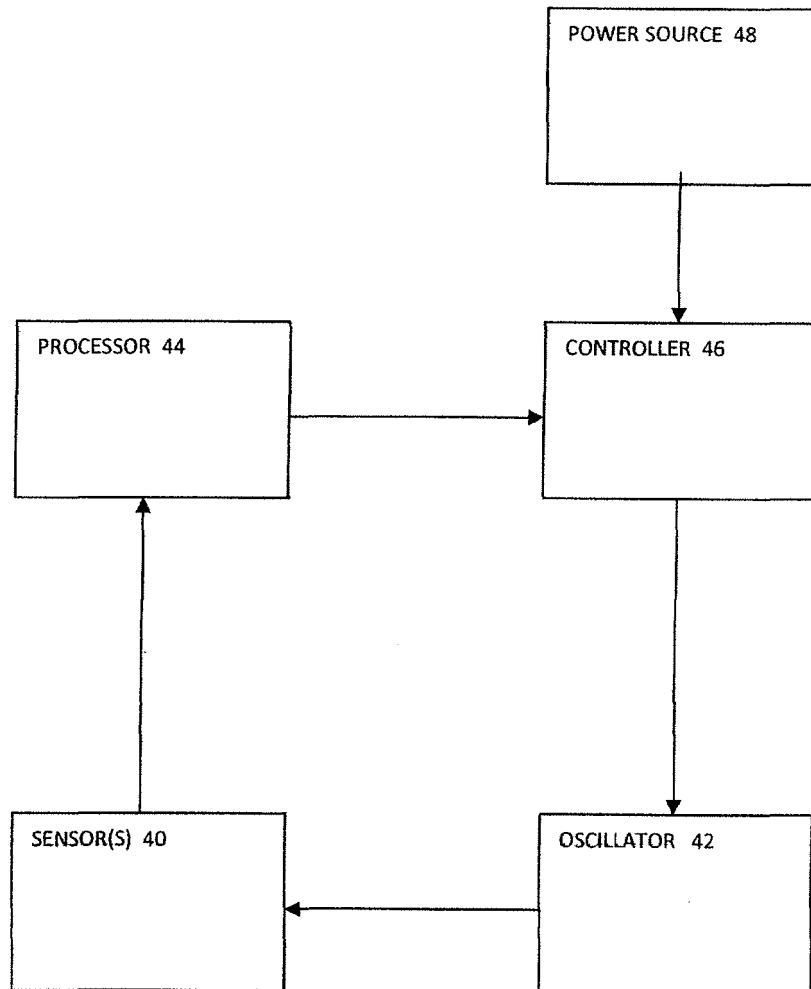 POWER SOURCE 48
PROCESSOR 44
CONTROLLER 46
SENSOR(S) 40
OSCILLATOR 42